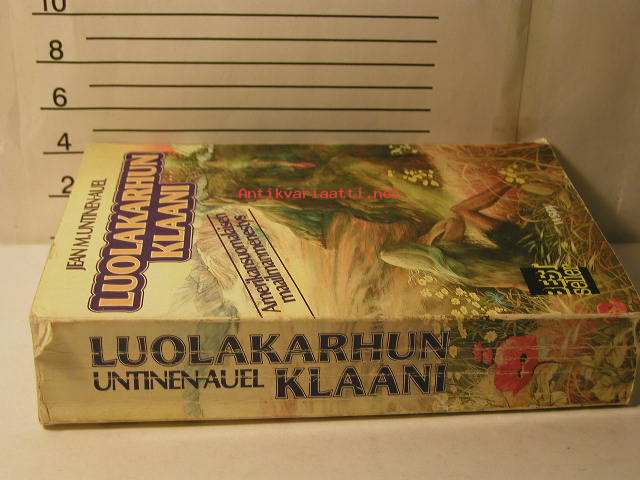 10
8
6
4
2
JEAN M. UNTINEN-AUEL
LUOLAKARHUN
KLAANI
Amerikansuomalaisen
maailmanmenestys
Antikvariaatti.net
LUOLAKARHUN
UNTINEN-AUEL KLAANI